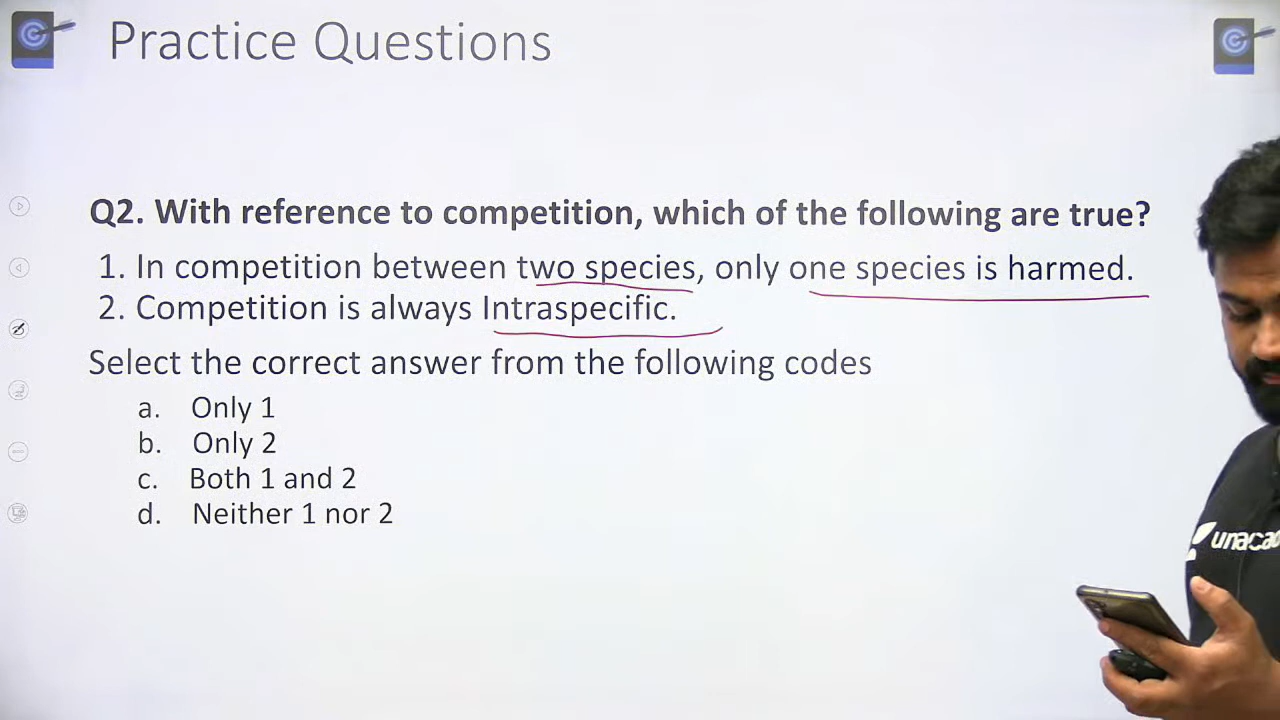 Practice Questions
Q2. With reference to competition, which of the following are true?
1. In competition between two species, only one species is harmed.
2. Competition is always Intraspecific.
Select the correct answer from the following codes
a. Only 1
b. Only 2
c. Both 1 and 2
d. Neither 1 nor 2